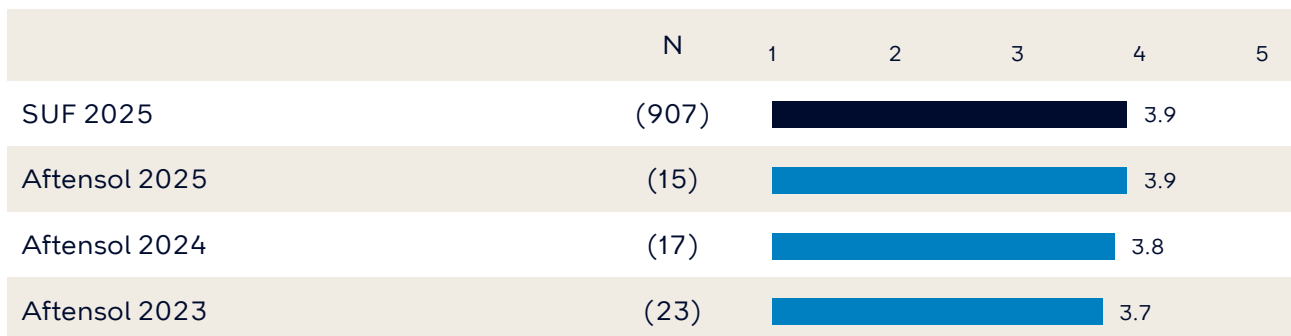 N 1 2 3 4 5
SUF 2025 (907) 3.9
Aftensol 2025 (15) 3.9
Aftensol 2024 (17) 3.8
Aftensol 2023 (23) 3.7